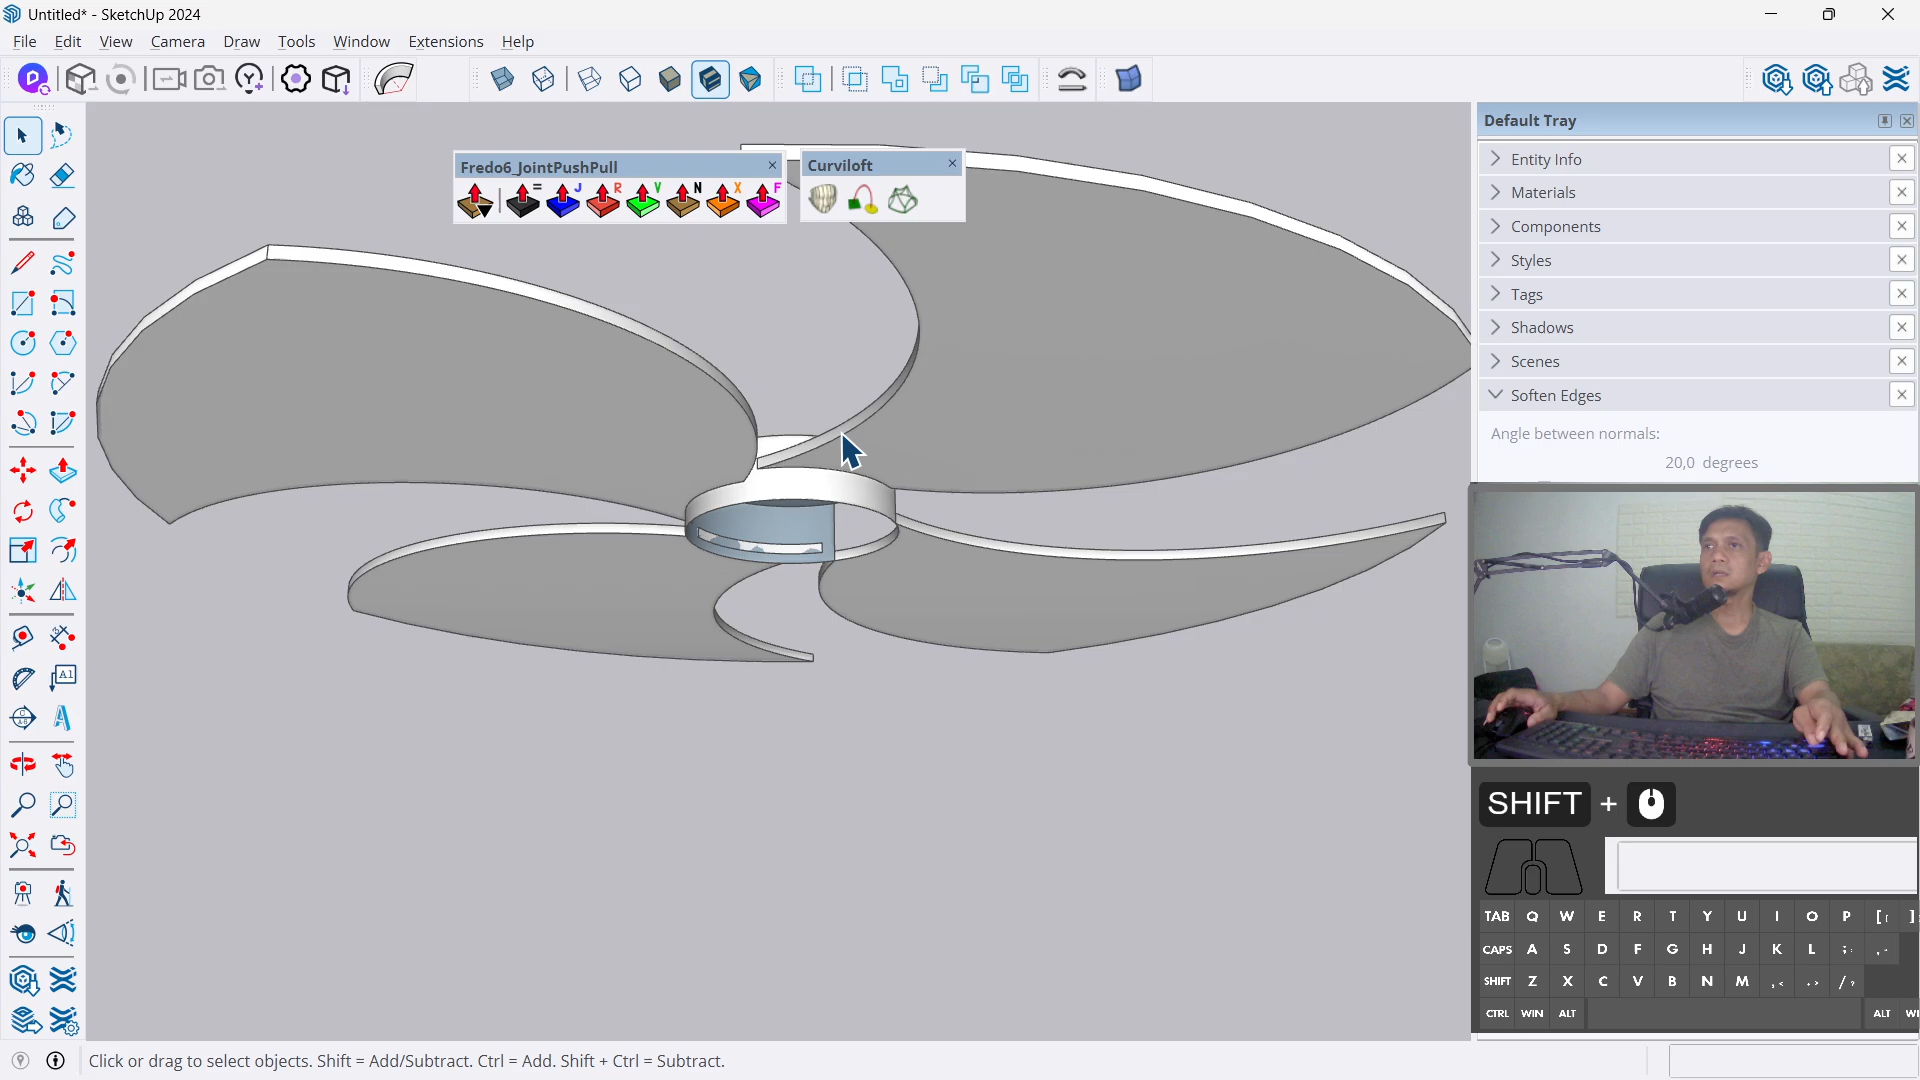 Untitled* - SketchUp 2024
File Edit View Camera Draw Tools Window Extensions Help
Default Tray
Fredo6_JointPushPull
Curviloft
= J R V N X F
Entity Info
Materials
Components
Styles
Tags
Shadows
Scenes
Soften Edges
Angle between normals:
20,0 degrees
A1
SHIFT +
TAB Q W E R T Y U I O P [ ]
CAPS A S D F G H J K L ;
SHIFT Z X C V B N M , < . > / ?
CTRL WIN ALT ALT WI
Click or drag to select objects. Shift = Add/Subtract. Ctrl = Add. Shift + Ctrl = Subtract.